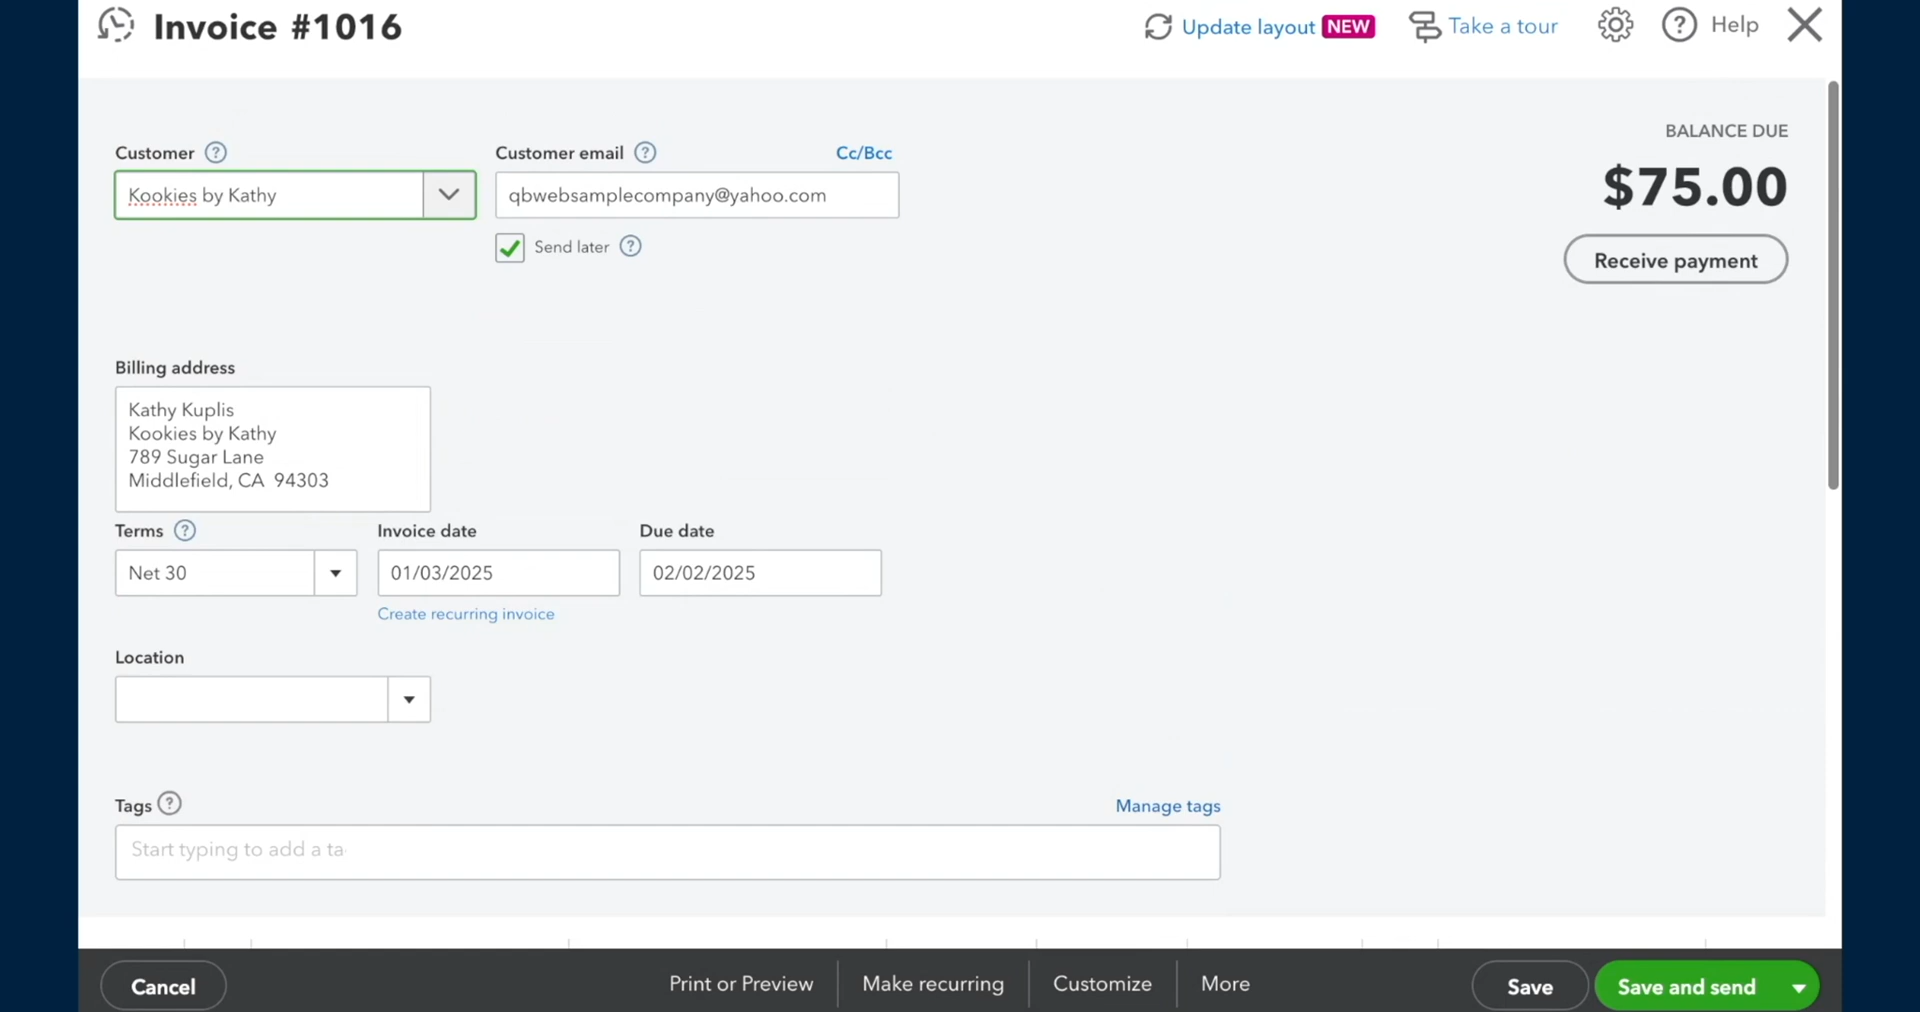 Invoice #1016
Update layout NEW
Take a tour
Help
Customer
Customer email
Cc/Bcc
BALANCE DUE
Kookies by Kathy
qbwebsamplecompany@yahoo.com
$75.00
Send later
Receive payment
Billing address
Kathy Kuplis
Kookies by Kathy
789 Sugar Lane
Middlefield, CA 94303
Terms
Invoice date
Due date
Net 30
01/03/2025
02/02/2025
Create recurring invoice
Location
Tags
Manage tags
Start typing to add a ta
Cancel
Print or Preview
Make recurring
Customize
More
Save
Save and send